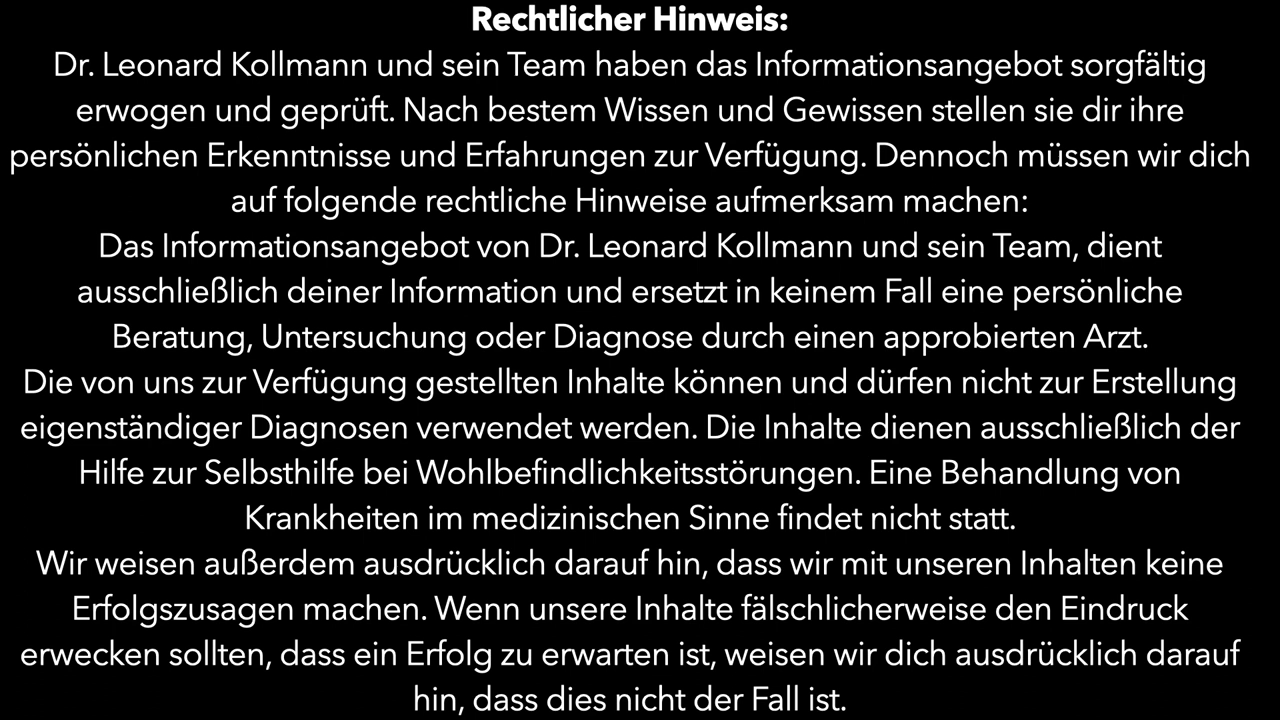 Rechtlicher Hinweis:
Dr. Leonard Kollmann und sein Team haben das Informationsangebot sorgfältig
erwogen und geprüft. Nach bestem Wissen und Gewissen stellen sie dir ihre
persönlichen Erkenntnisse und Erfahrungen zur Verfügung. Dennoch müssen wir dich
auf folgende rechtliche Hinweise aufmerksam machen:
Das Informationsangebot von Dr. Leonard Kollmann und sein Team, dient
ausschließlich deiner Information und ersetzt in keinem Fall eine persönliche
Beratung, Untersuchung oder Diagnose durch einen approbierten Arzt.
Die von uns zur Verfügung gestellten Inhalte können und dürfen nicht zur Erstellung
eigenständiger Diagnosen verwendet werden. Die Inhalte dienen ausschließlich der
Hilfe zur Selbsthilfe bei Wohlbefindlichkeitsstörungen. Eine Behandlung von
Krankheiten im medizinischen Sinne findet nicht statt.
Wir weisen außerdem ausdrücklich darauf hin, dass wir mit unseren Inhalten keine
Erfolgszusagen machen. Wenn unsere Inhalte fälschlicherweise den Eindruck
erwecken sollten, dass ein Erfolg zu erwarten ist, weisen wir dich ausdrücklich darauf
hin, dass dies nicht der Fall ist.